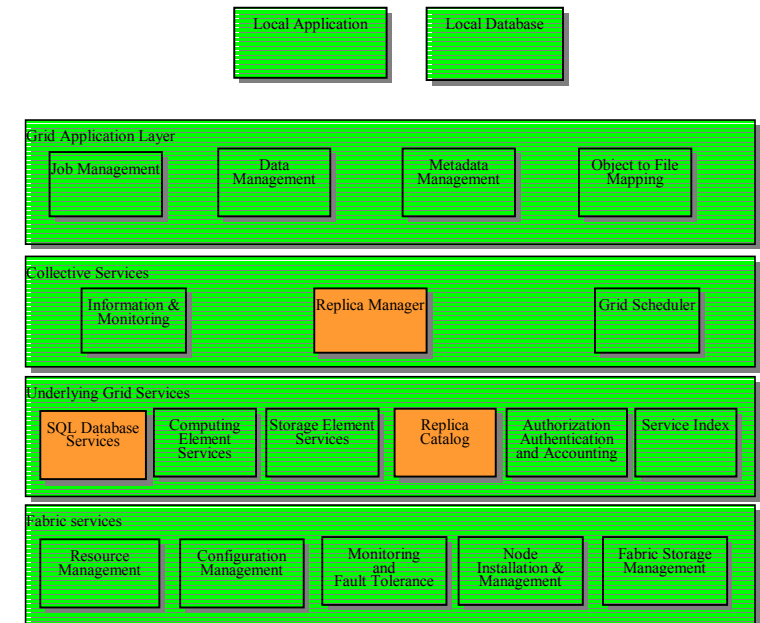 Local Application
Local Database
Grid Application Layer
Job Management
Data
Management
Metadata
Management
Object to File
Mapping
Collective Services
Information &
Monitoring
Replica Manager
Grid Scheduler
Underlying Grid Services
SQL Database
Services
Computing
Element
Services
Storage Element
Services
Replica
Catalog
Authorization
Authentication
and Accounting
Service Index
Fabric services
Resource
Management
Configuration
Management
Monitoring
and
Fault Tolerance
Node
Installation &
Management
Fabric Storage
Management